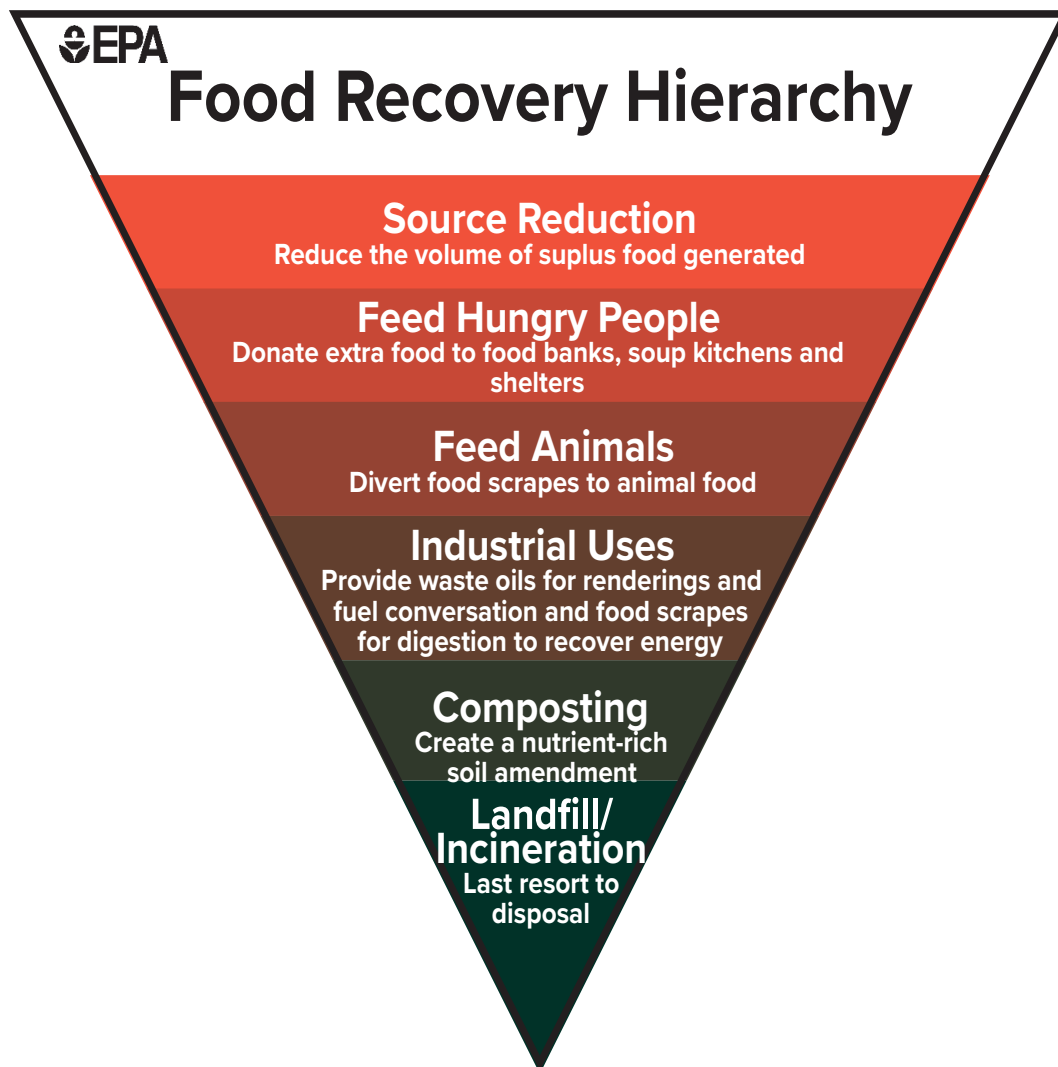 EPA
Food Recovery Hierarchy
Source Reduction
Reduce the volume of suplus food generated
Feed Hungry People
Donate extra food to food banks, soup kitchens and
shelters
Feed Animals
Divert food scrapes to animal food
Industrial Uses
Provide waste oils for renderings and
fuel conversation and food scrapes
for digestion to recover energy
Composting
Create a nutrient-rich
soil amendment
Landfill/
Incineration
Last resort to
disposal